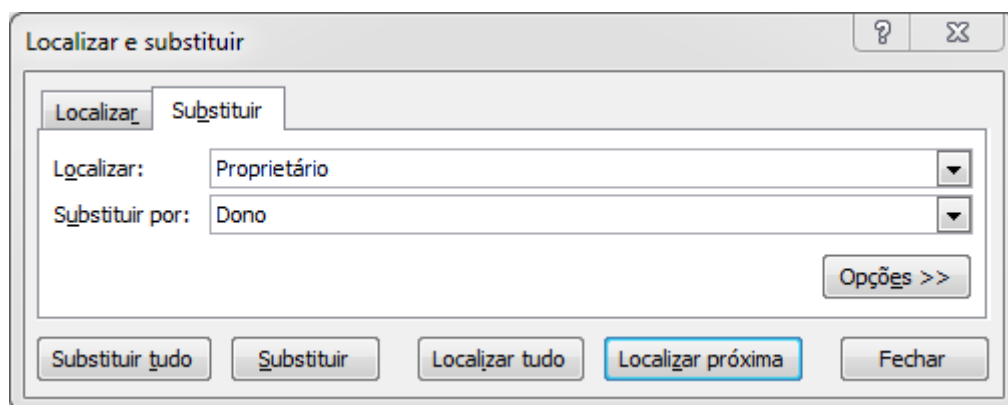 Localizar e substituir
Localizar Substituir
Localizar: Proprietário
Substituir por: Dono
Opções >>
Substituir tudo Substituir Localizar tudo Localizar próxima Fechar